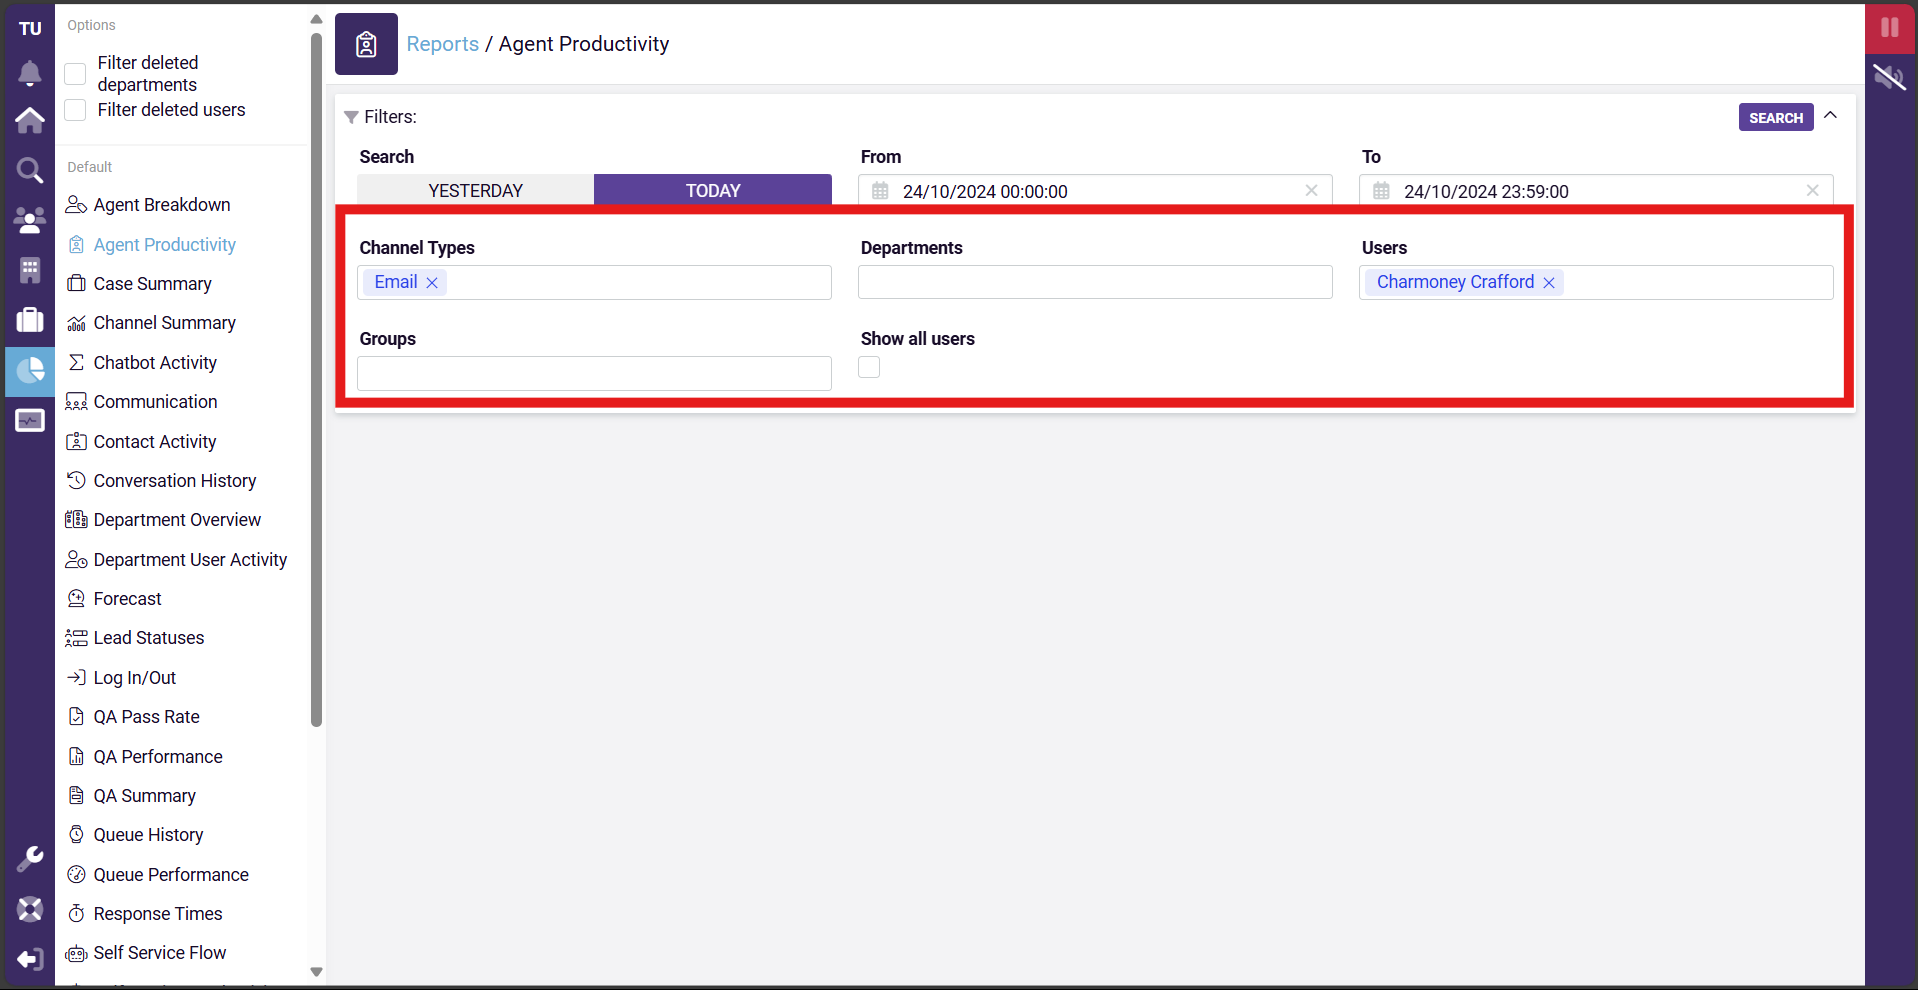 TU
Options
Filter deleted
departments
Filter deleted users
Default
Agent Breakdown
Agent Productivity
Case Summary
Channel Summary
Chatbot Activity
Communication
Contact Activity
Conversation History
Department Overview
Department User Activity
Forecast
Lead Statuses
Log In/Out
QA Pass Rate
QA Performance
QA Summary
Queue History
Queue Performance
Response Times
Self Service Flow
Reports / Agent Productivity
Filters:
SEARCH
Search
From
To
YESTERDAY
TODAY
24/10/2024 00:00:00
24/10/2024 23:59:00
Channel Types
Departments
Users
Email
Charmoney Crafford
Groups
Show all users